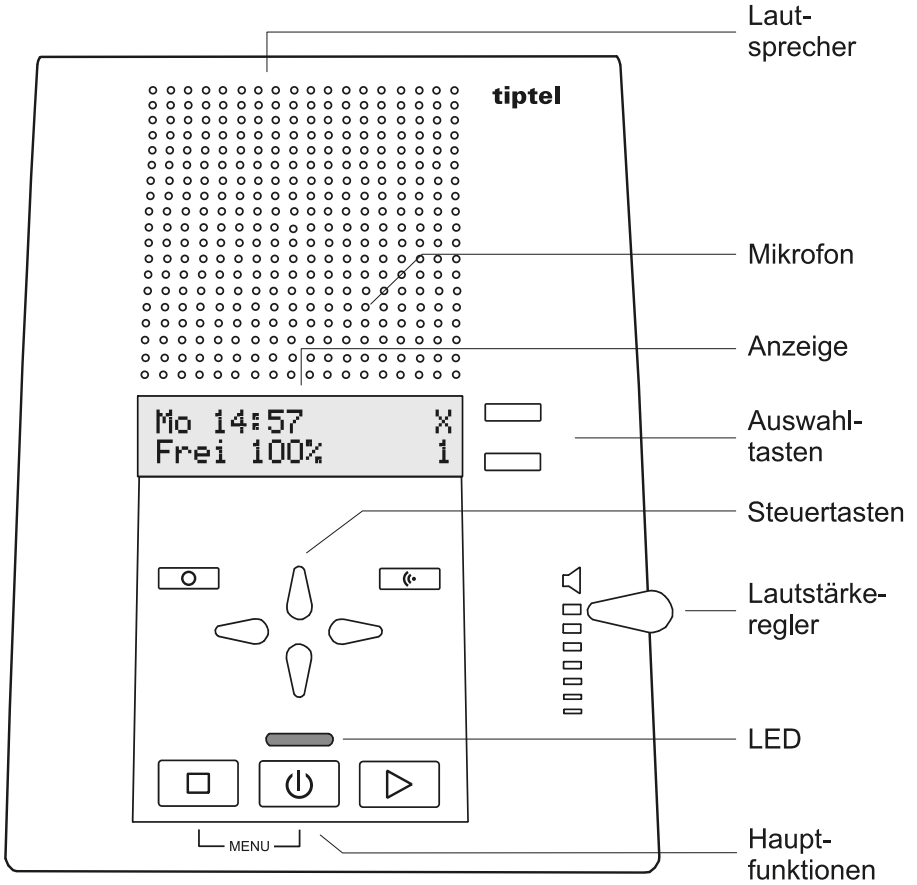 Laut-
sprecher
tiptel
Mikrofon
Anzeige
Mo 14:57 X
Frei 100% 1
Auswahl-
tasten
Steuertasten
Lautstärke-
regler
LED
MENU
Haupt-
funktionen